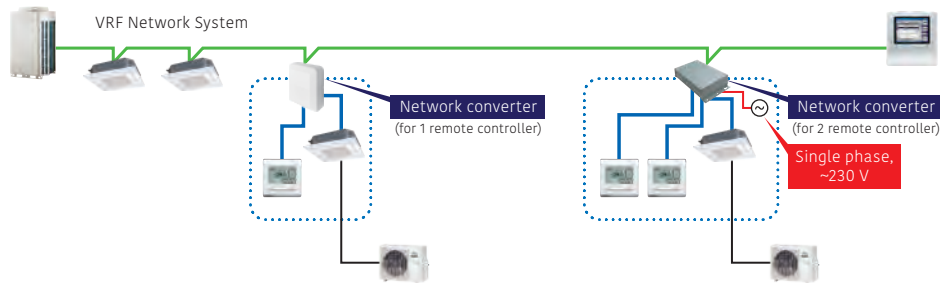 VRF Network System
Network converter
(for 1 remote controller)
Network converter
(for 2 remote controller)
Single phase,
~230 V
~